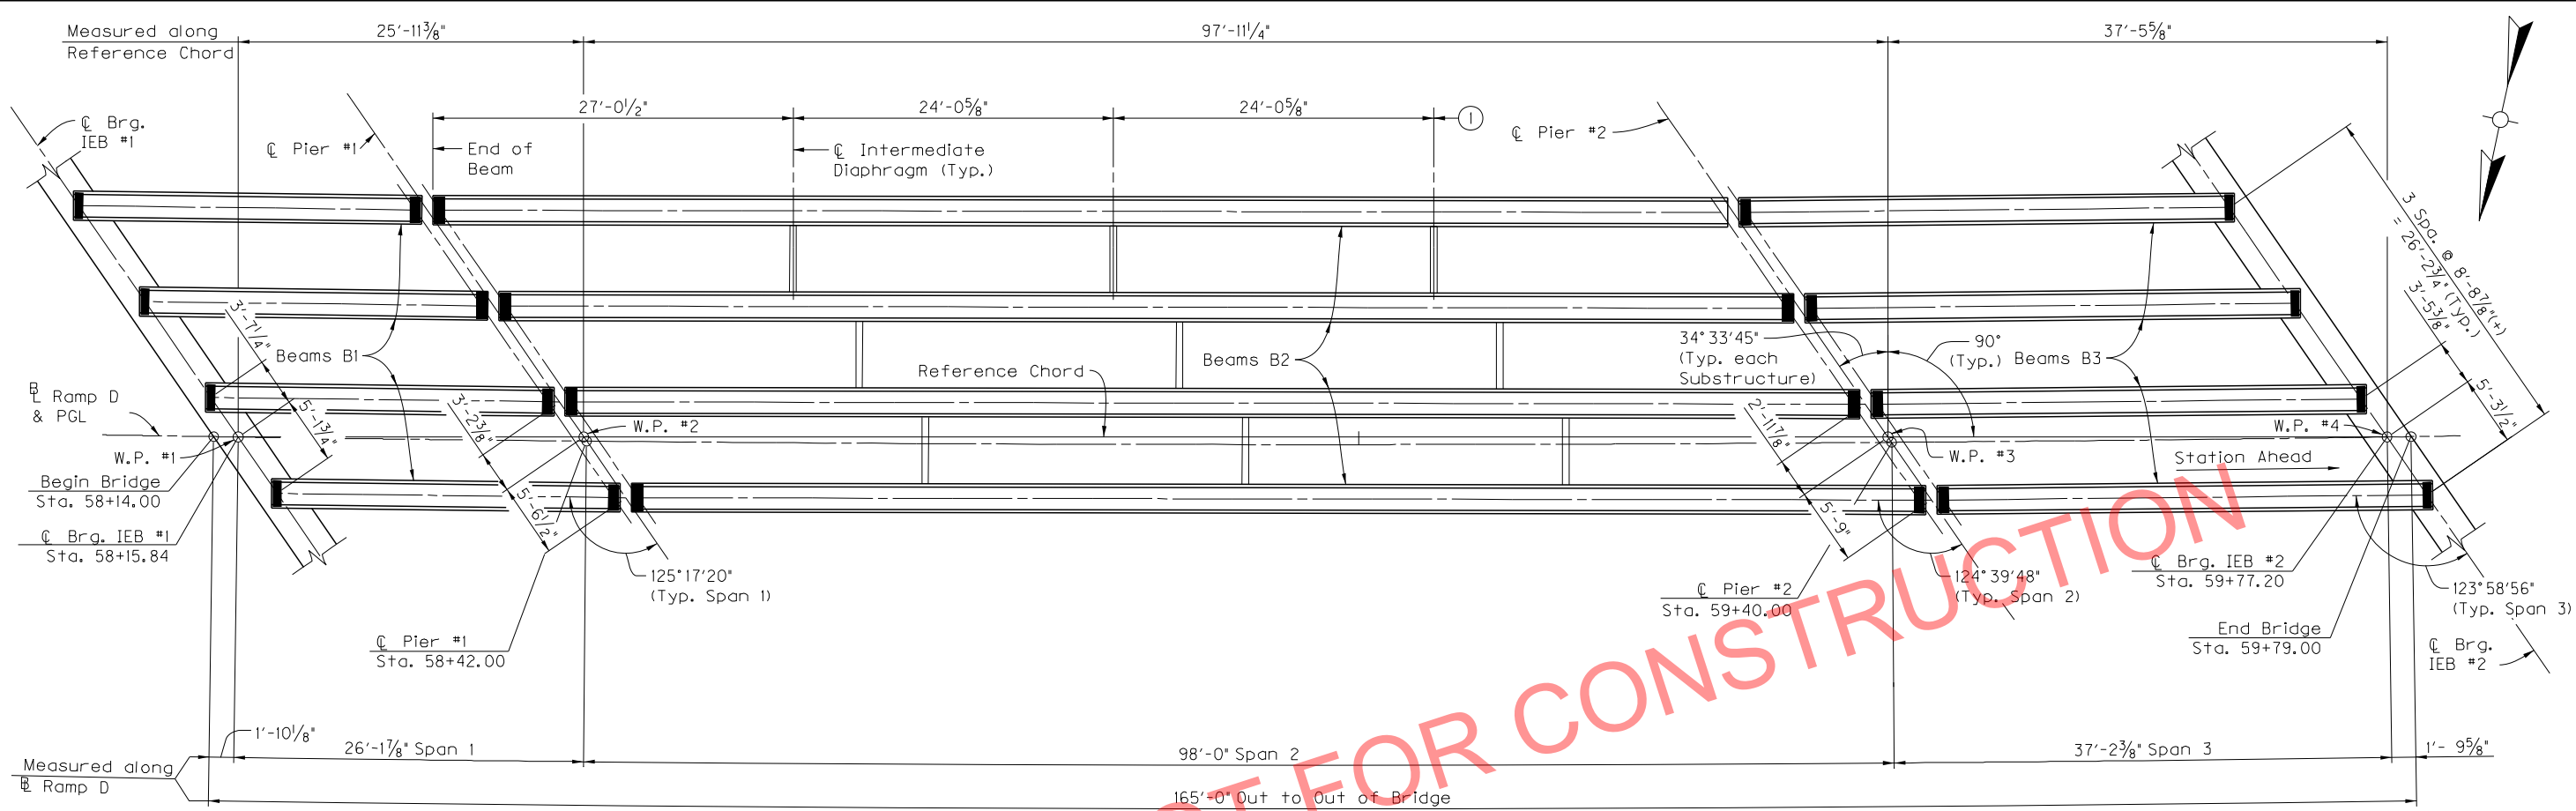 Measured along
Reference Chord
25'-11⅜"
97'-11¼"
37'-5⅝"
27'-0½"
24'-0⅝"
24'-0⅝"
1
℄ Brg.
IEB #1
℄ Pier #1
End of
Beam
℄ Intermediate
Diaphragm (Typ.)
℄ Pier #2
3 Spa. @ 8'-8⅞"(+)
= 26'-2¾" (Typ.)
3'-5⅜"
5'-3½"
3'-7¼"
5'-1¾"
Beams B1
Reference Chord
Beams B2
34°33'45"
(Typ. each
Substructure)
90°
(Typ.)
Beams B3
℄ Ramp D
& PGL
W.P. #1
Begin Bridge
Sta. 58+14.00
℄ Brg. IEB #1
Sta. 58+15.84
3'-2⅜"
5'-6½"
W.P. #2
2'-11⅞"
5'-9"
W.P. #3
W.P. #4
Station Ahead
125°17'20"
(Typ. Span 1)
℄ Pier #1
Sta. 58+42.00
℄ Pier #2
Sta. 59+40.00
124°39'48"
(Typ. Span 2)
℄ Brg. IEB #2
Sta. 59+77.20
123°58'56"
(Typ. Span 3)
End Bridge
Sta. 59+79.00
℄ Brg.
IEB #2
1'-10⅛"
26'-1⅞" Span 1
98'-0" Span 2
37'-2⅜" Span 3
1'- 9⅝"
Measured along
℄ Ramp D
165'-0" Out to Out of Bridge
FOR CONSTRUCTION